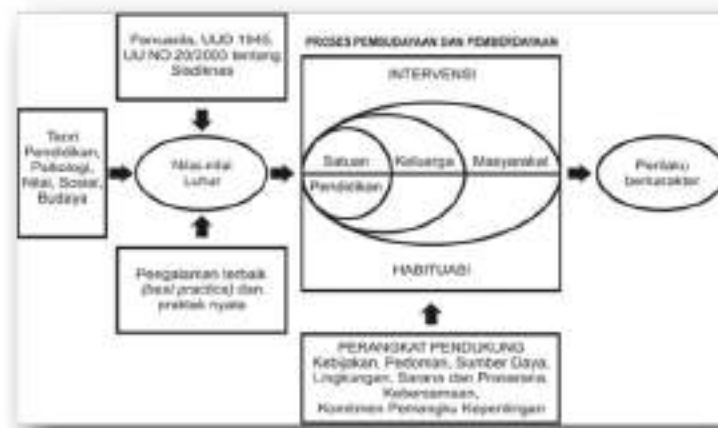 Pancasila, UUD 1945,
UU NO.20/2003 tentang
Sisdiknas
PROSES PEMBUDAYAAN DAN PEMBERDAYAAN
INTERVENSI
Teori
Pendidikan,
Psikologi,
Nilai, Sosial,
Budaya
Nilai-nilai
Luhur
Satuan
Pendidikan
Keluarga
Masyarakat
Perilaku
berkarakter
Pengalaman terbaik
(best practice) dan
praktek nyata
HABITUASI
PERANGKAT PENDUKUNG
Kebijakan, Pedoman, Sumber Daya,
Lingkungan, Sarana dan Prasarana,
Kebersamaan,
Komitmen Pemangku Kepentingan